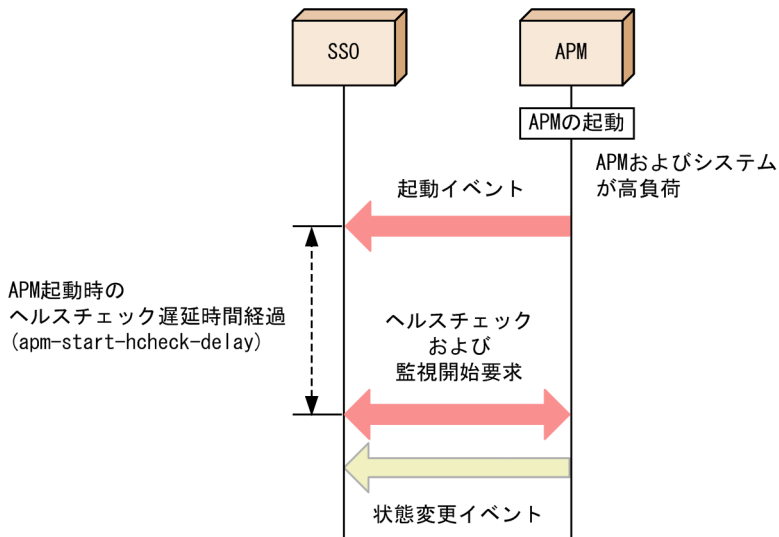 SSO
APM
APMの起動
APMおよびシステム
が高負荷
起動イベント
APM起動時の
ヘルスチェック遅延時間経過
(apm-start-hcheck-delay)
ヘルスチェック
および
監視開始要求
状態変更イベント